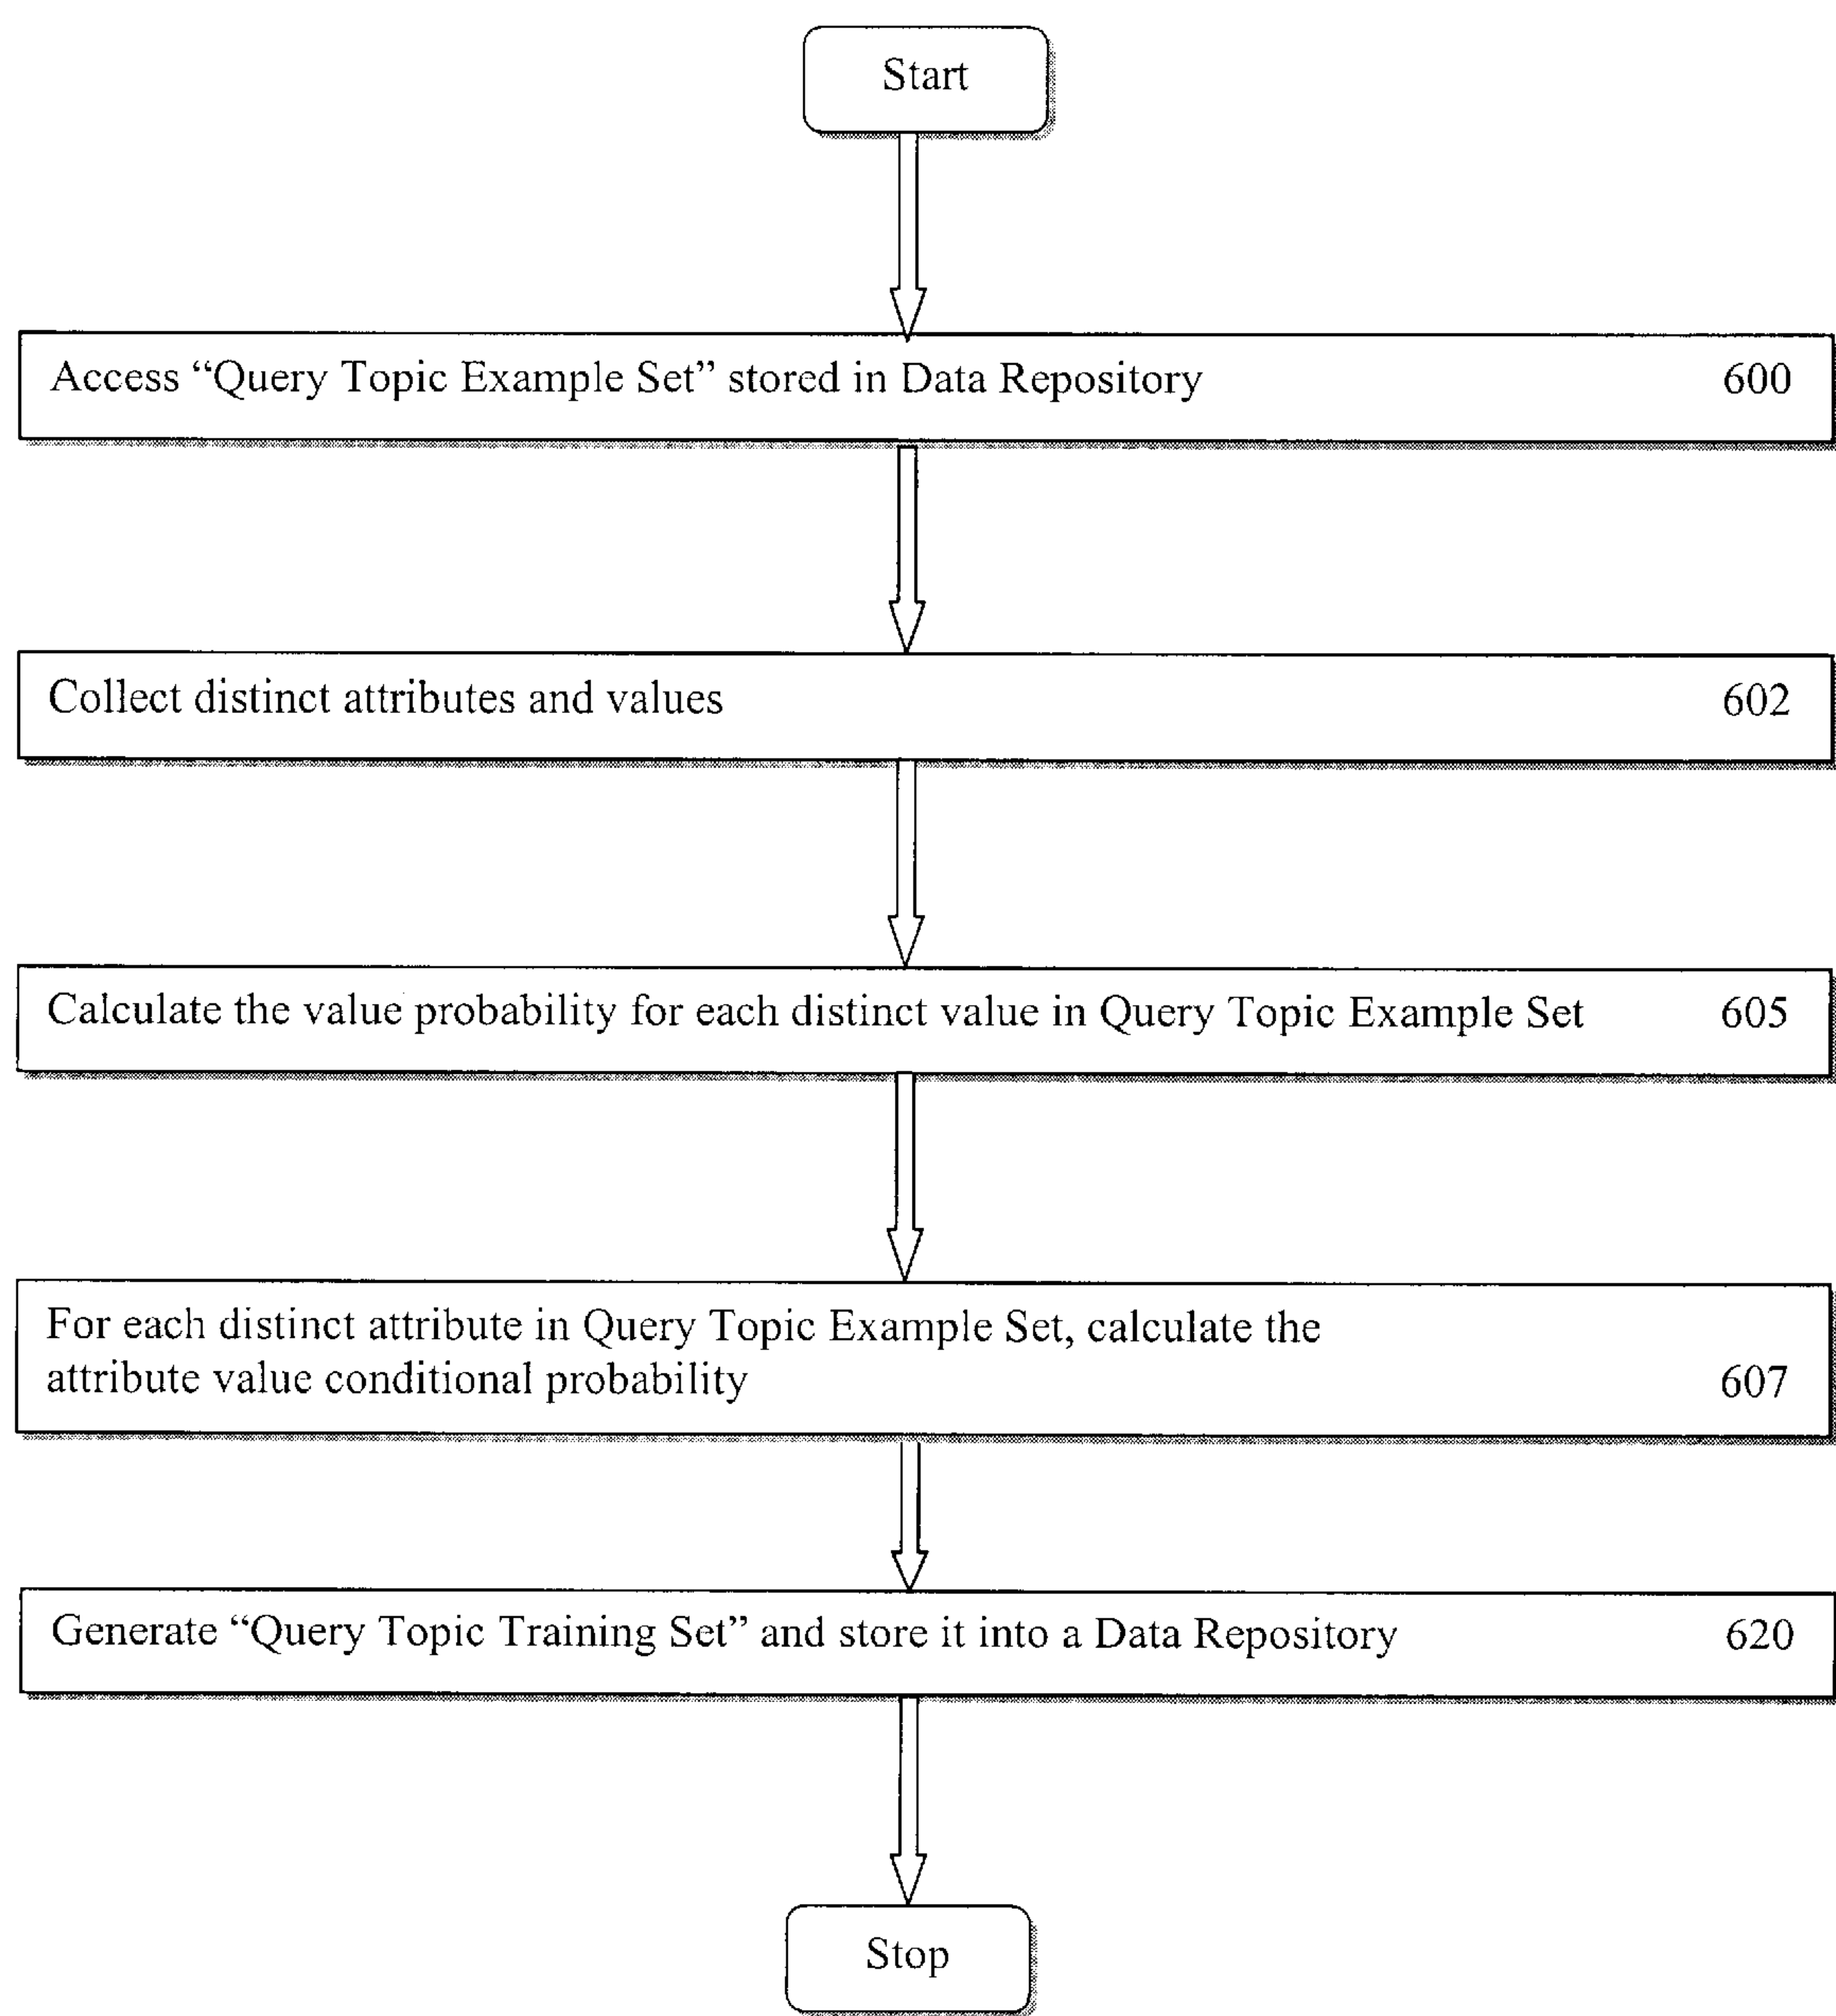 Start
Access “Query Topic Example Set” stored in Data Repository 600
Collect distinct attributes and values 602
Calculate the value probability for each distinct value in Query Topic Example Set 605
For each distinct attribute in Query Topic Example Set, calculate the
attribute value conditional probability 607
Generate “Query Topic Training Set” and store it into a Data Repository 620
Stop